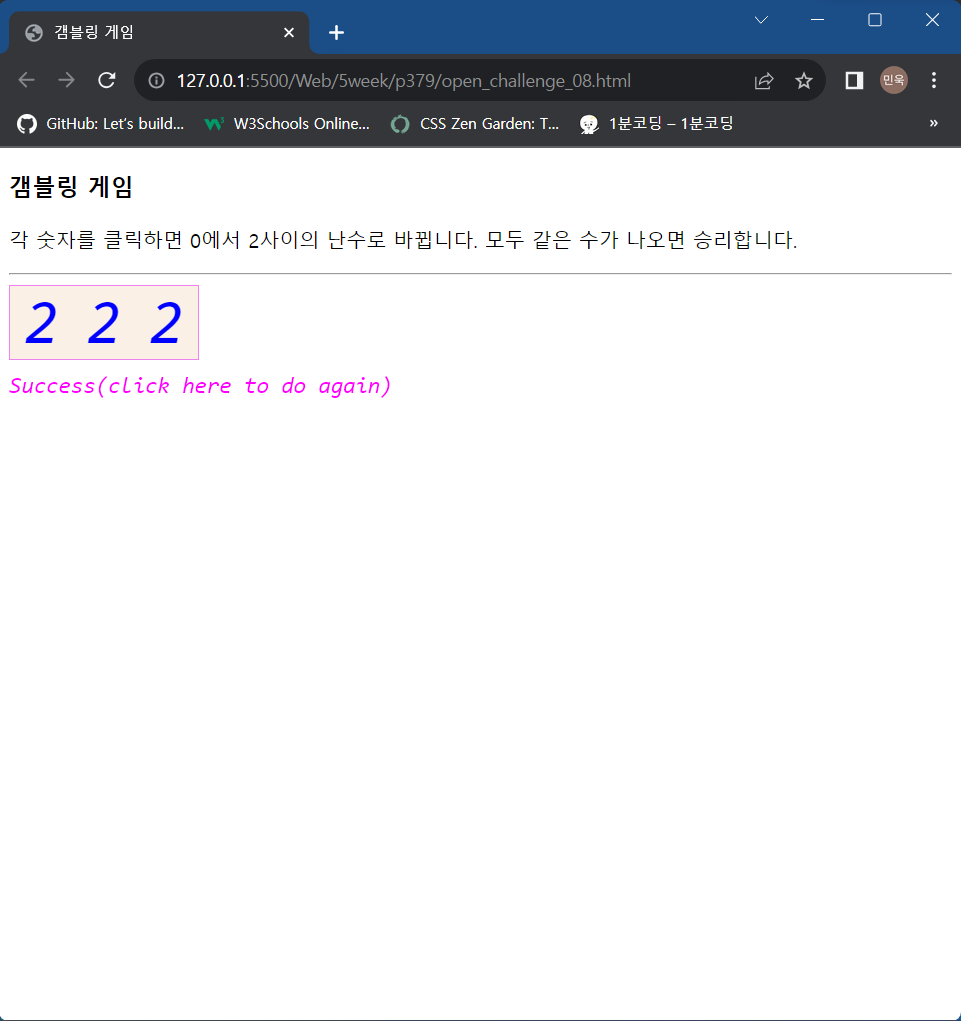 갬블링 게임
127.0.0.1:5500/Web/5week/p379/open_challenge_08.html
민욱
GitHub: Let's build... W3Schools Online... CSS Zen Garden: T... 1분코딩 – 1분코딩 »
갬블링 게임
각 숫자를 클릭하면 0에서 2사이의 난수로 바뀝니다. 모두 같은 수가 나오면 승리합니다.
2 2 2
Success(click here to do again)